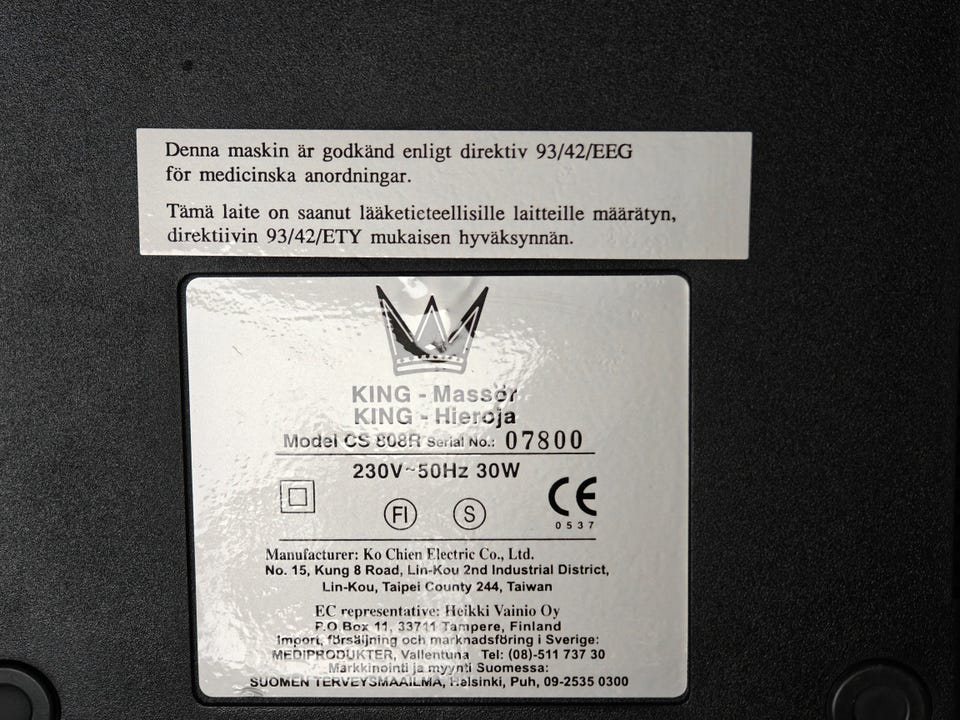 Denna maskin är godkänd enligt direktiv 93/42/EEG
för medicinska anordningar.
Tämä laite on saanut lääketieteellisille laitteille määrätyn,
direktiivin 93/42/ETY mukaisen hyväksynnän.
KING - Massör
KING - Hieroja
Model CS 808R Serial No.: 07800
230V~50Hz 30W
FI S CE
0537
Manufacturer: Ko Chien Electric Co., Ltd.
No. 15, Kung 8 Road, Lin-Kou 2nd Industrial District,
Lin-Kou, Taipei County 244, Taiwan
EC representative: Heikki Vainio Oy
P.O Box 11, 33711 Tampere, Finland
Import, försäljning och marknadsföring i Sverige:
MEDIPRODUKTER, Vallentuna Tel: (08)-511 737 30
Markkinointi ja myynti Suomessa:
SUOMEN TERVEYSMAAILMA, Helsinki, Puh, 09-2535 0300